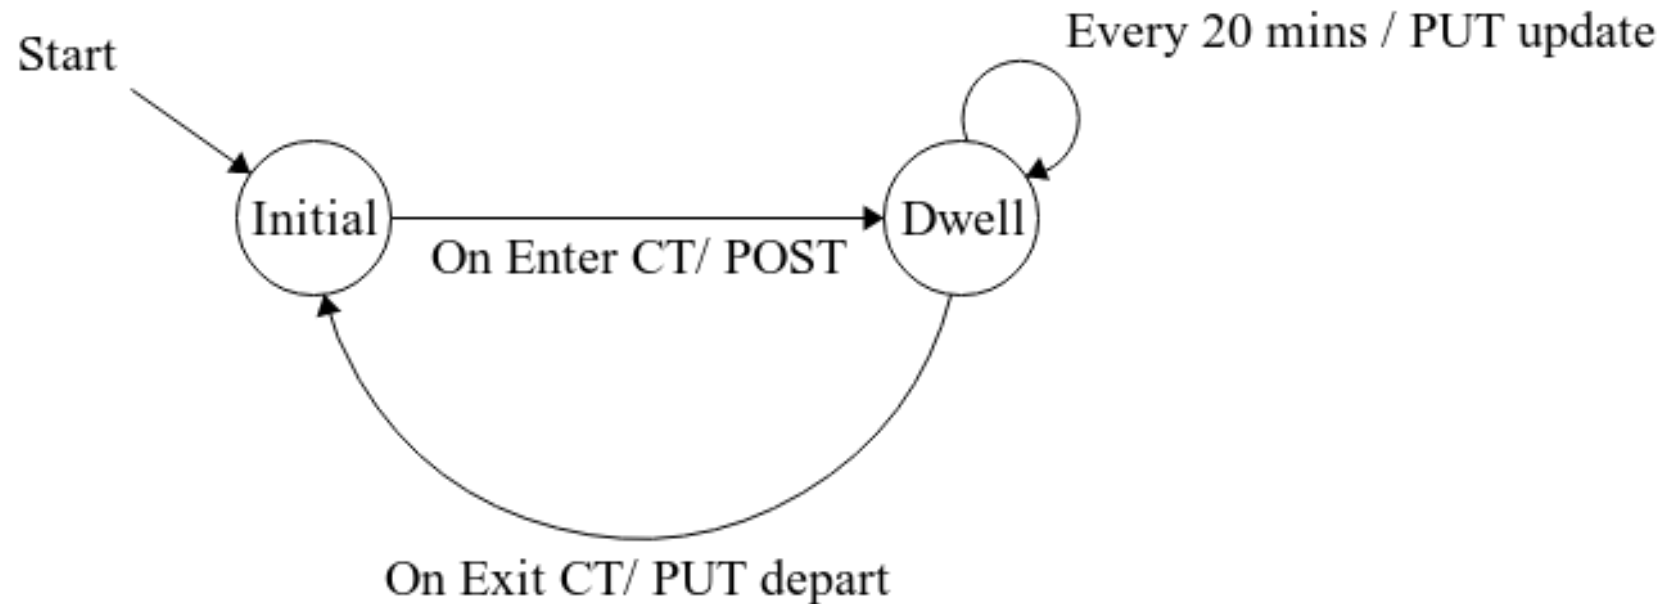 Start
Every 20 mins / PUT update
Initial
On Enter CT/ POST
Dwell
On Exit CT/ PUT depart